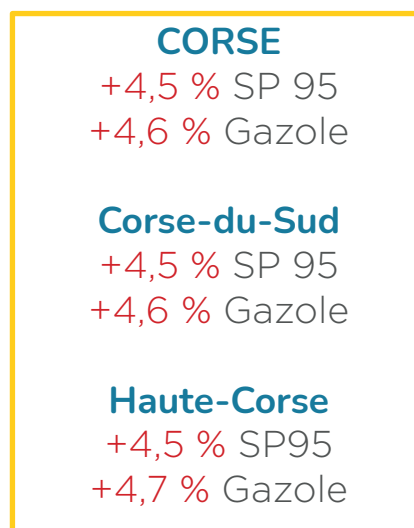 CORSE
+4,5 % SP 95
+4,6 % Gazole
Corse-du-Sud
+4,5 % SP 95
+4,6 % Gazole
Haute-Corse
+4,5 % SP95
+4,7 % Gazole